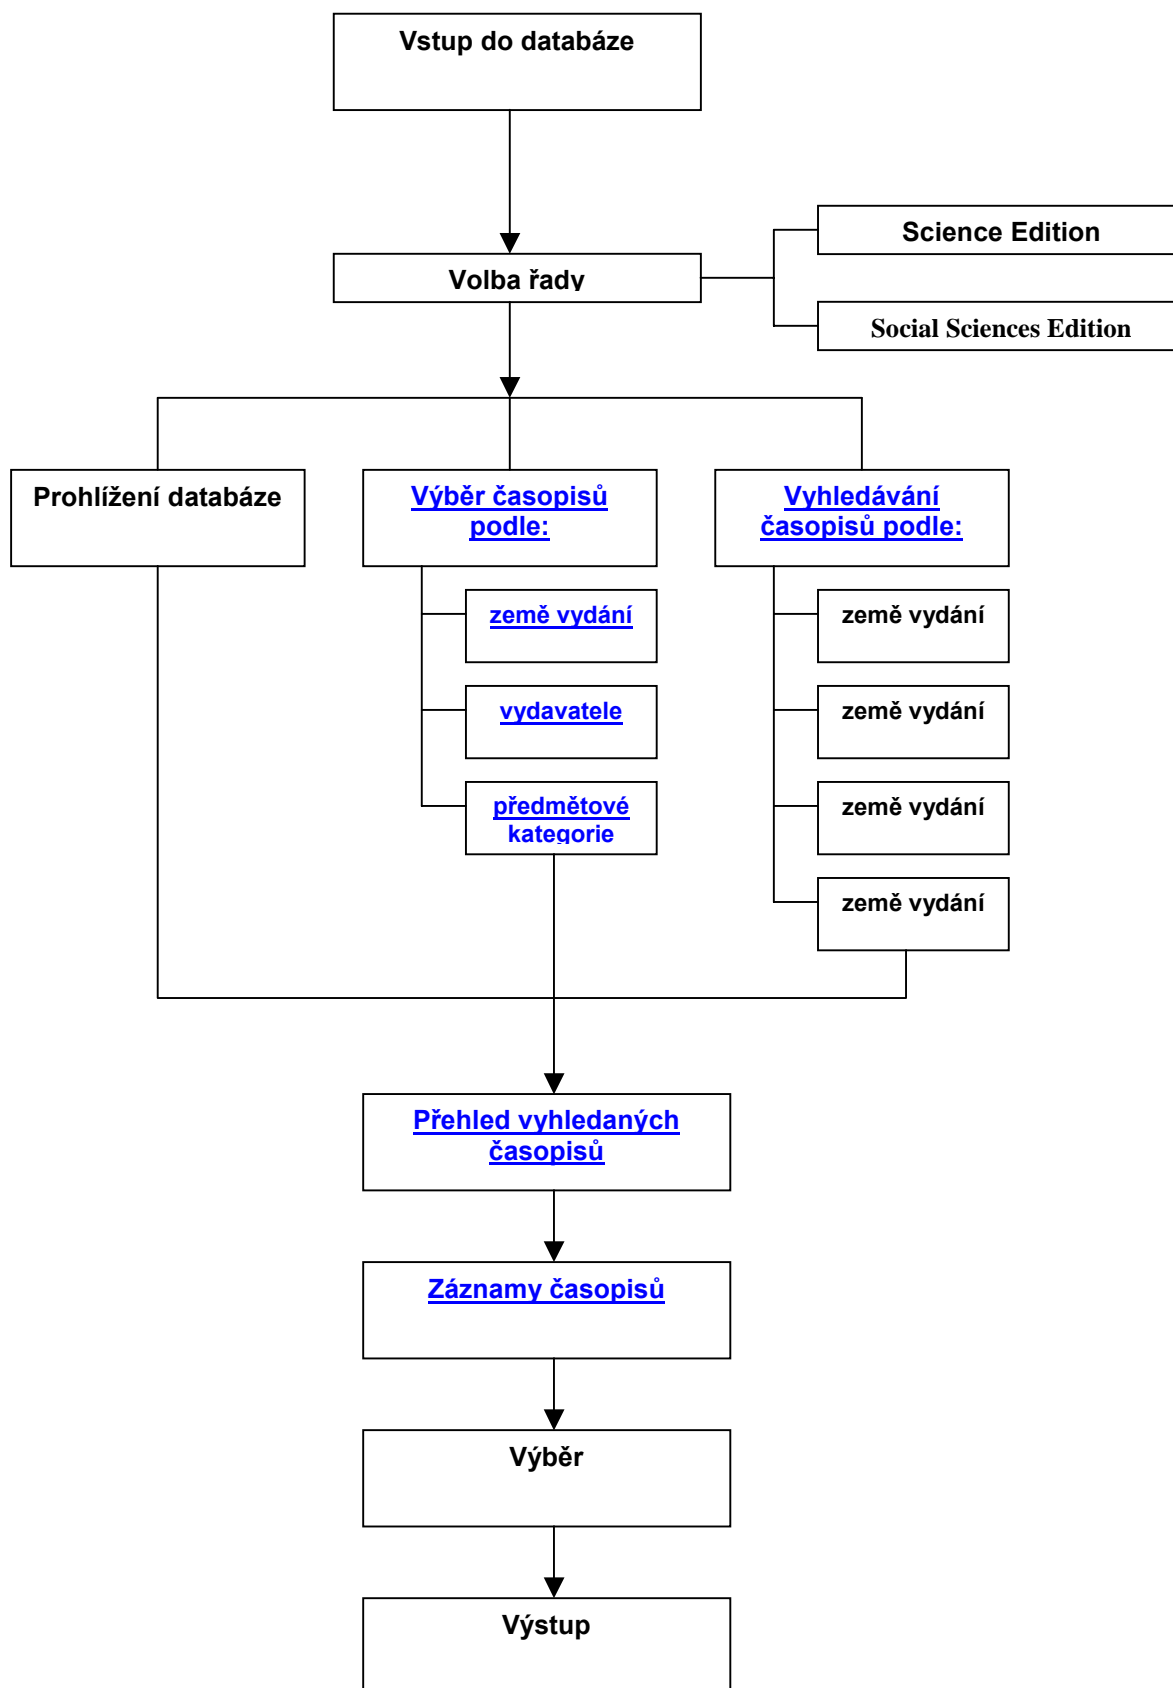 Vstup do databáze
Science Edition
Volba řady
Social Sciences Edition
Prohlížení databáze
Výběr časopisů
podle:
Vyhledávání
časopisů podle:
země vydání
země vydání
vydavatele
země vydání
předmětové
kategorie
země vydání
země vydání
Přehled vyhledaných
časopisů
Záznamy časopisů
Výběr
Výstup